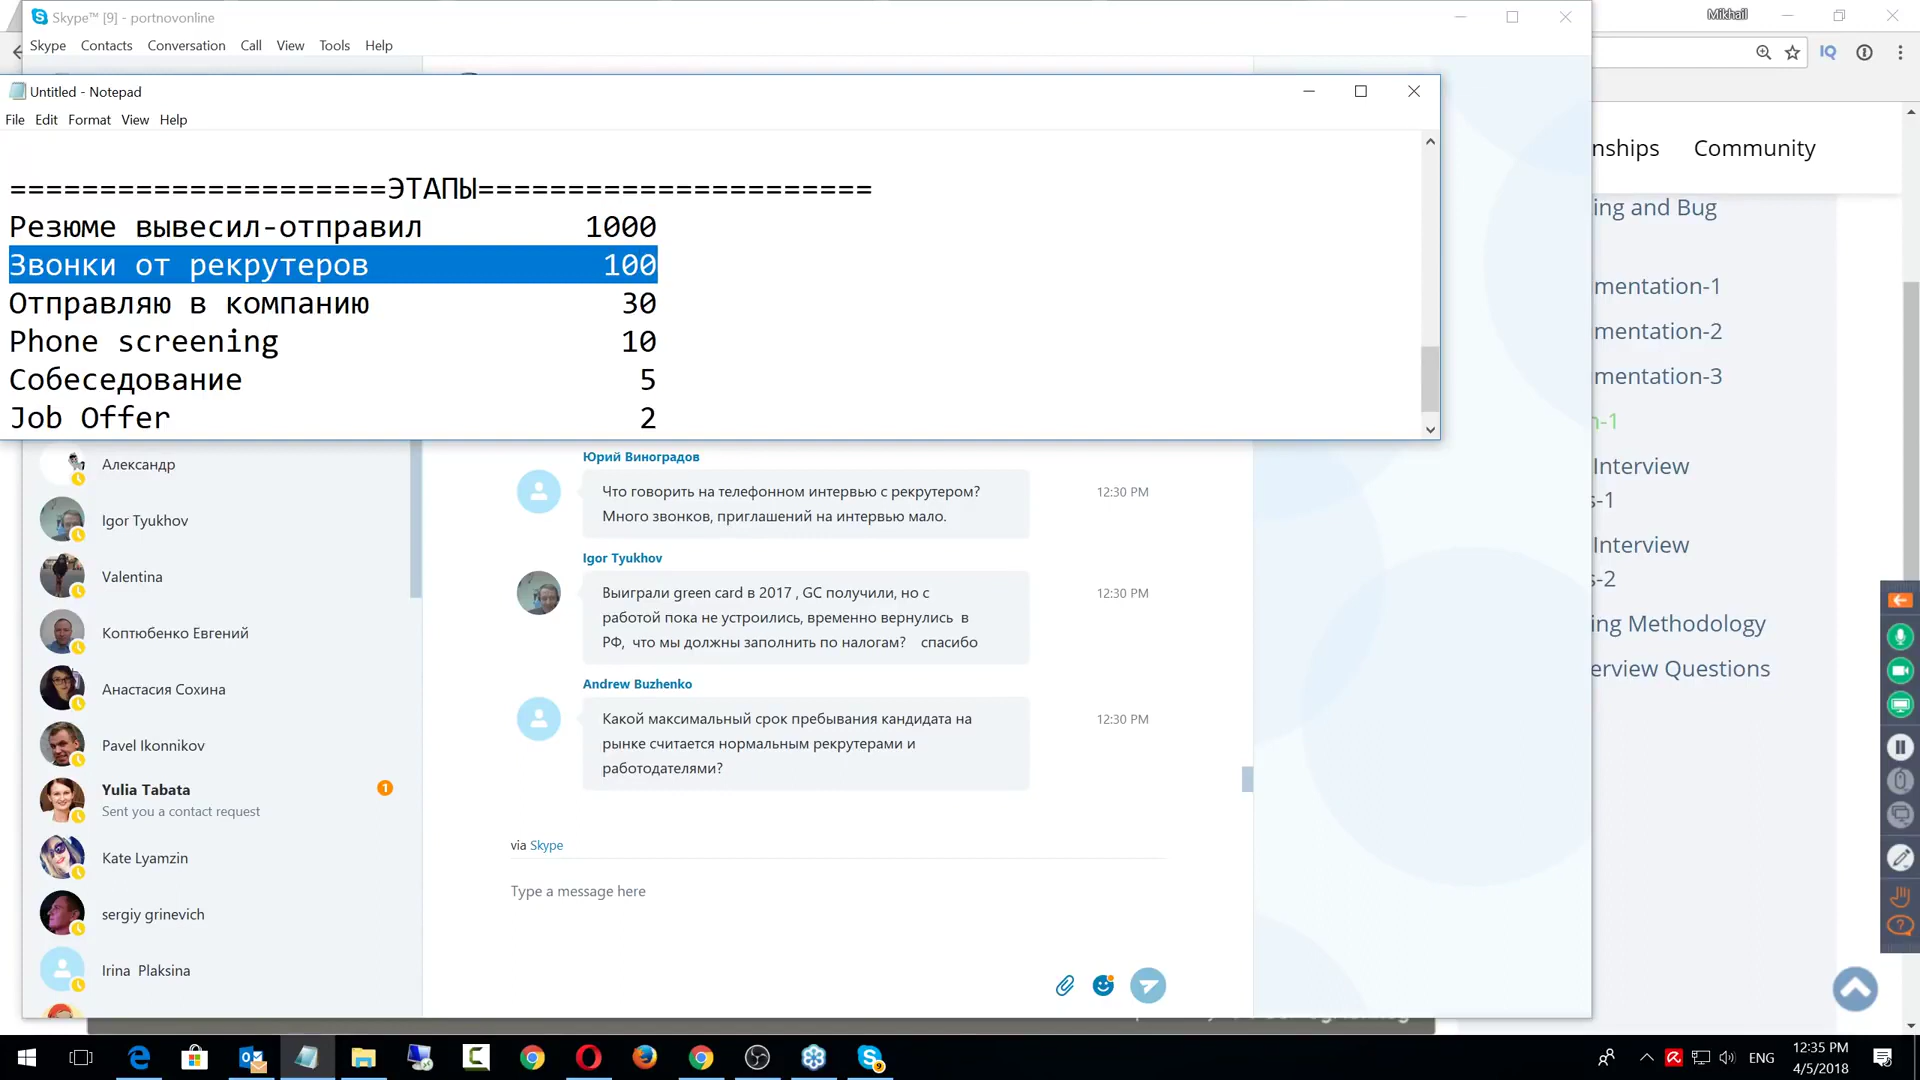 Skype™ [9] - portnovonline
Mikhail
Skype Contacts Conversation Call View Tools Help
Untitled - Notepad
File Edit Format View Help
=====================ЭТАПЫ======================
Резюме вывесил-отправил 1000
Звонки от рекрутеров 100
Отправляю в компанию 30
Phone screening 10
Собеседование 5
Job Offer 2
Александр
Igor Tyukhov
Valentina
Коптюбенко Евгений
Анастасия Сохина
Pavel Ikonnikov
Yulia Tabata
Sent you a contact request
1
Kate Lyamzin
sergiy grinevich
Irina Plaksina
Юрий Виноградов
Что говорить на телефонном интервью с рекрутером?
Много звонков, приглашений на интервью мало.
12:30 PM
Igor Tyukhov
Выиграли green card в 2017 , GC получили, но с
работой пока не устроились, временно вернулись в
РФ, что мы должны заполнить по налогам? спасибо
12:30 PM
Andrew Buzhenko
Какой максимальный срок пребывания кандидата на
рынке считается нормальным рекрутерами и
работодателями?
12:30 PM
via Skype
Type a message here
nships Community
ing and Bug
mentation-1
mentation-2
mentation-3
n-1
Interview
s-1
Interview
s-2
ing Methodology
erview Questions
ENG
12:35 PM
4/5/2018